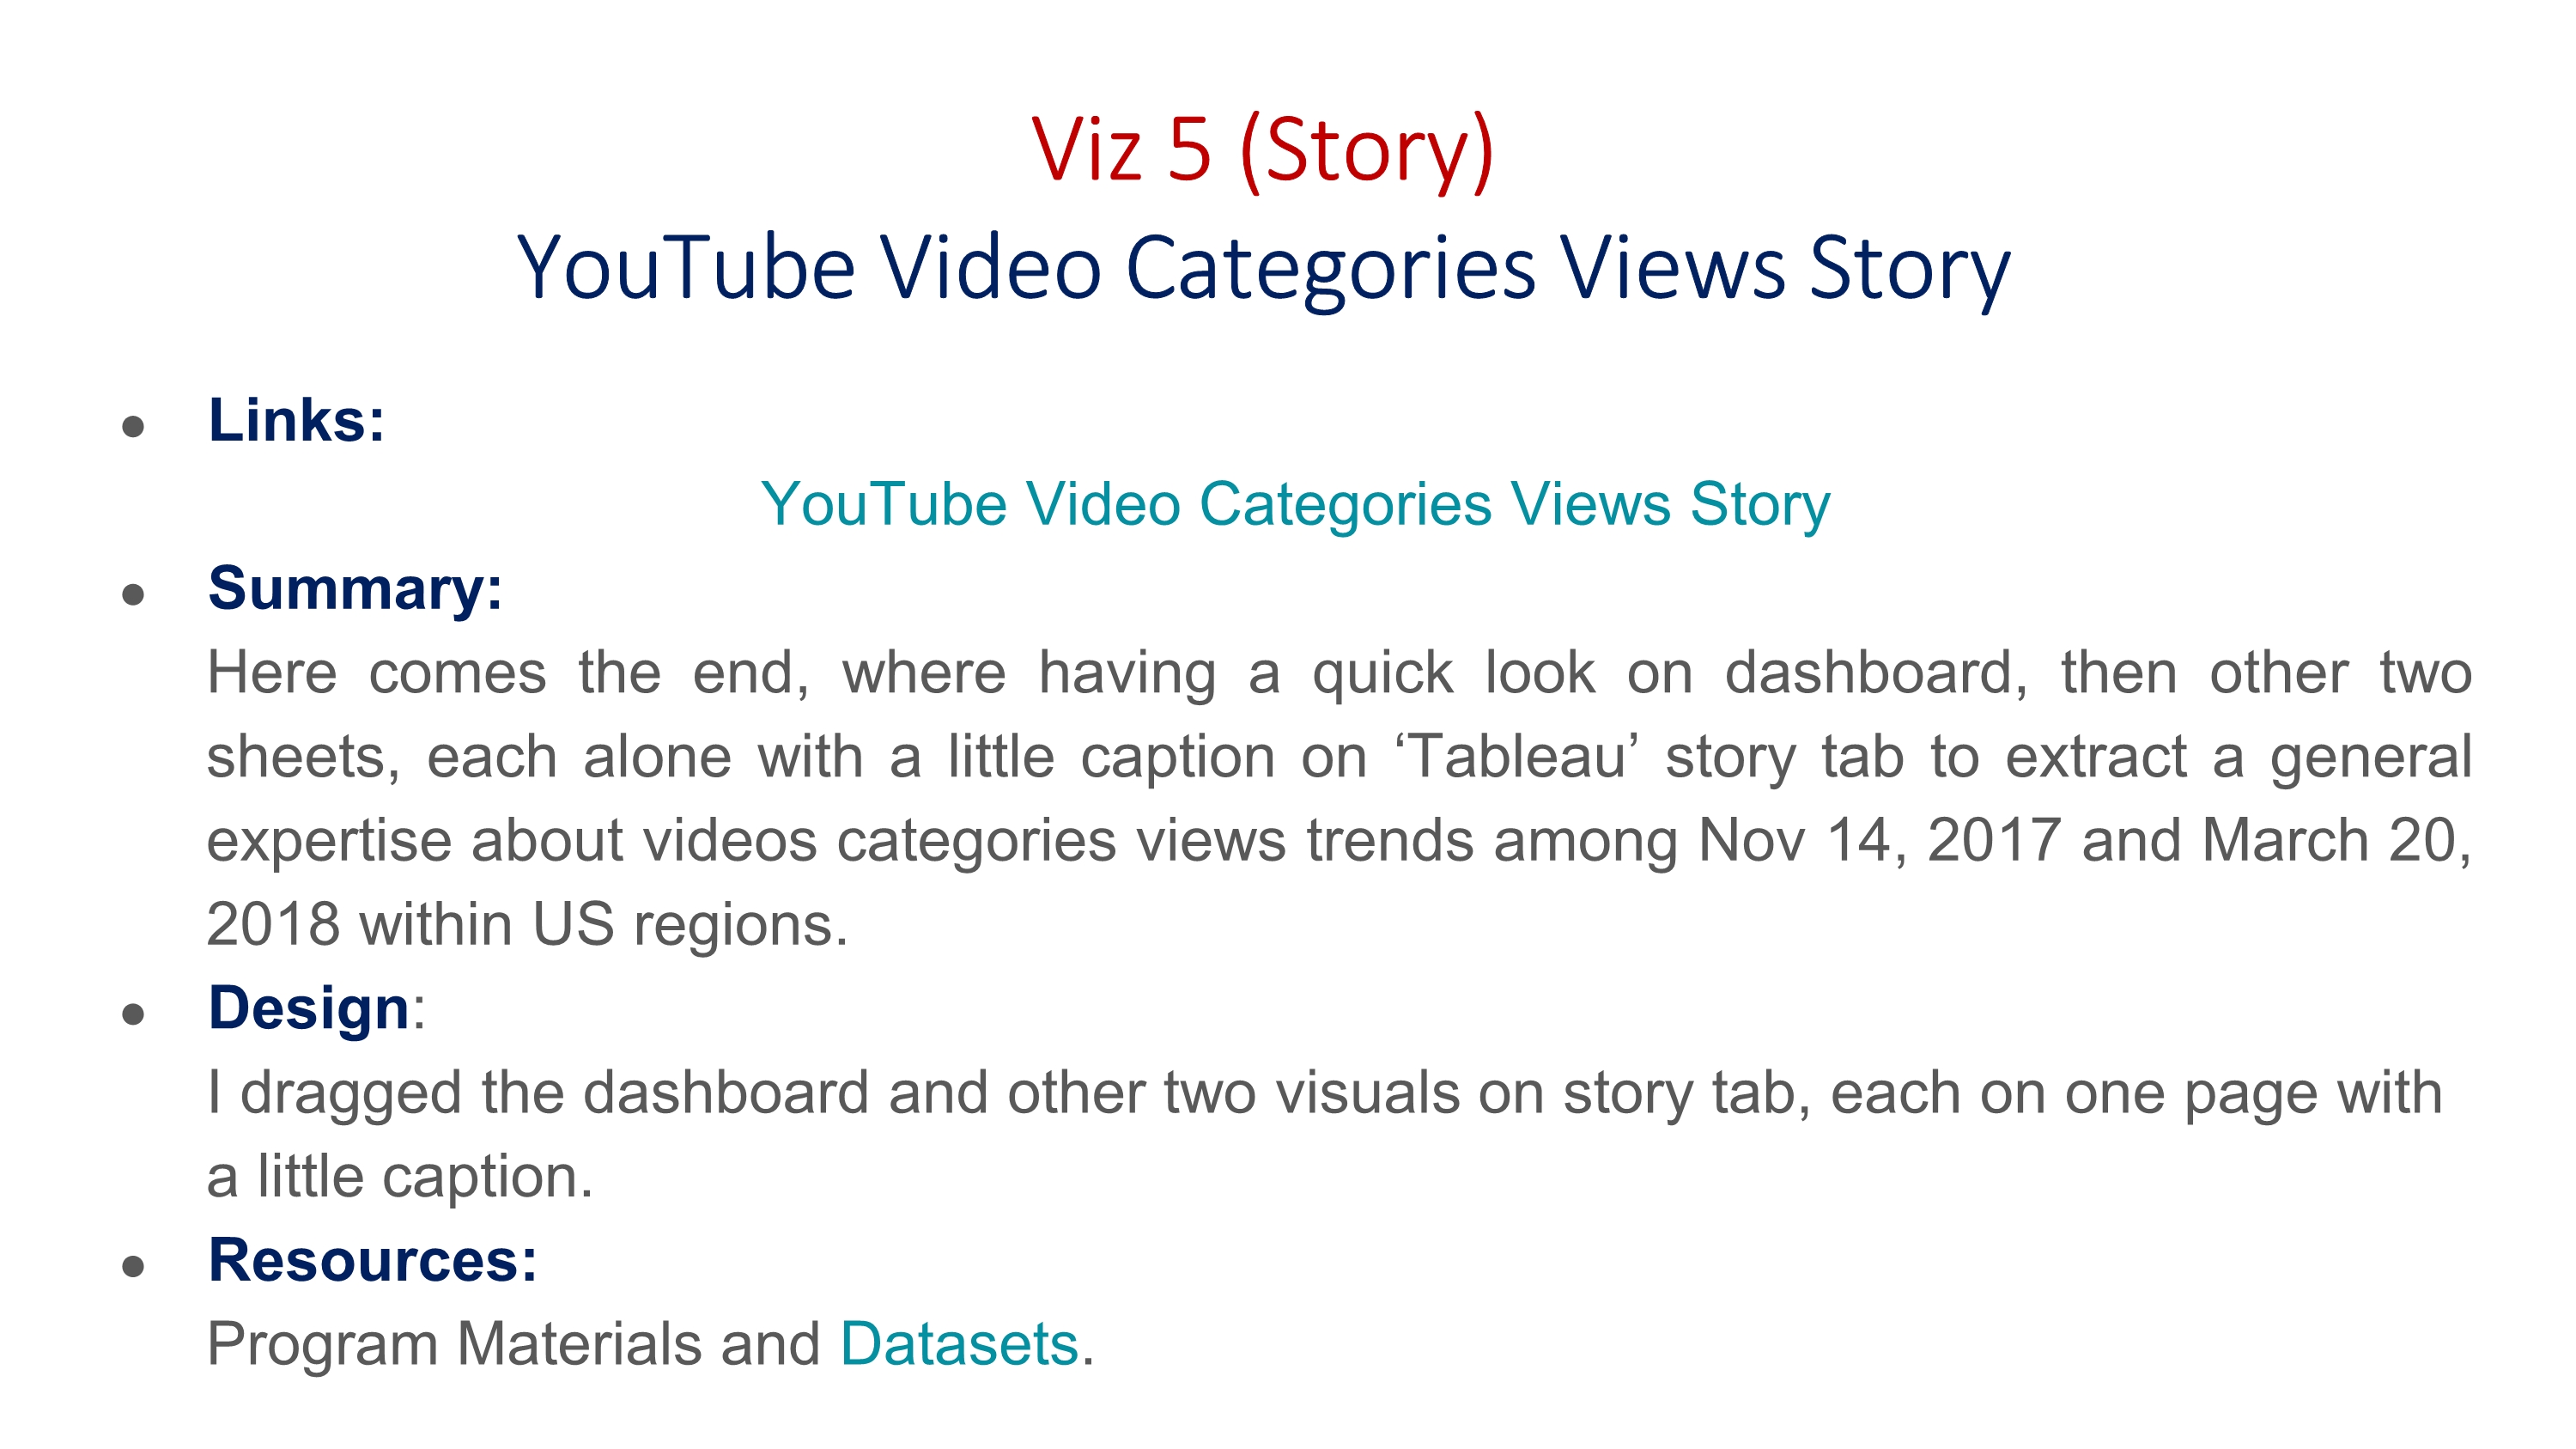 Viz 5 (Story)
YouTube Video Categories Views Story
● Links:
YouTube Video Categories Views Story
● Summary:
Here comes the end, where having a quick look on dashboard, then other two
sheets, each alone with a little caption on ‘Tableau’ story tab to extract a general
expertise about videos categories views trends among Nov 14, 2017 and March 20,
2018 within US regions.
● Design:
I dragged the dashboard and other two visuals on story tab, each on one page with
a little caption.
● Resources:
Program Materials and Datasets.